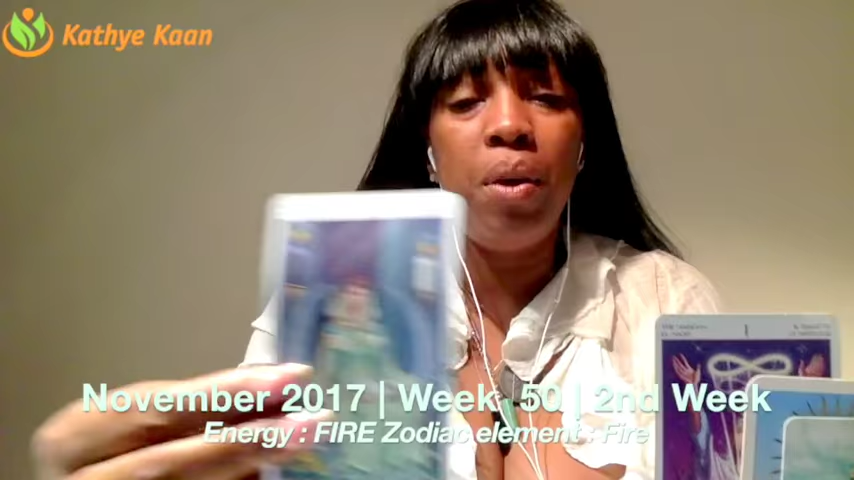 Kathye Kaan
November 2017 | Week 50 | 2nd Week
Energy : FIRE Zodiac element : Fire
I